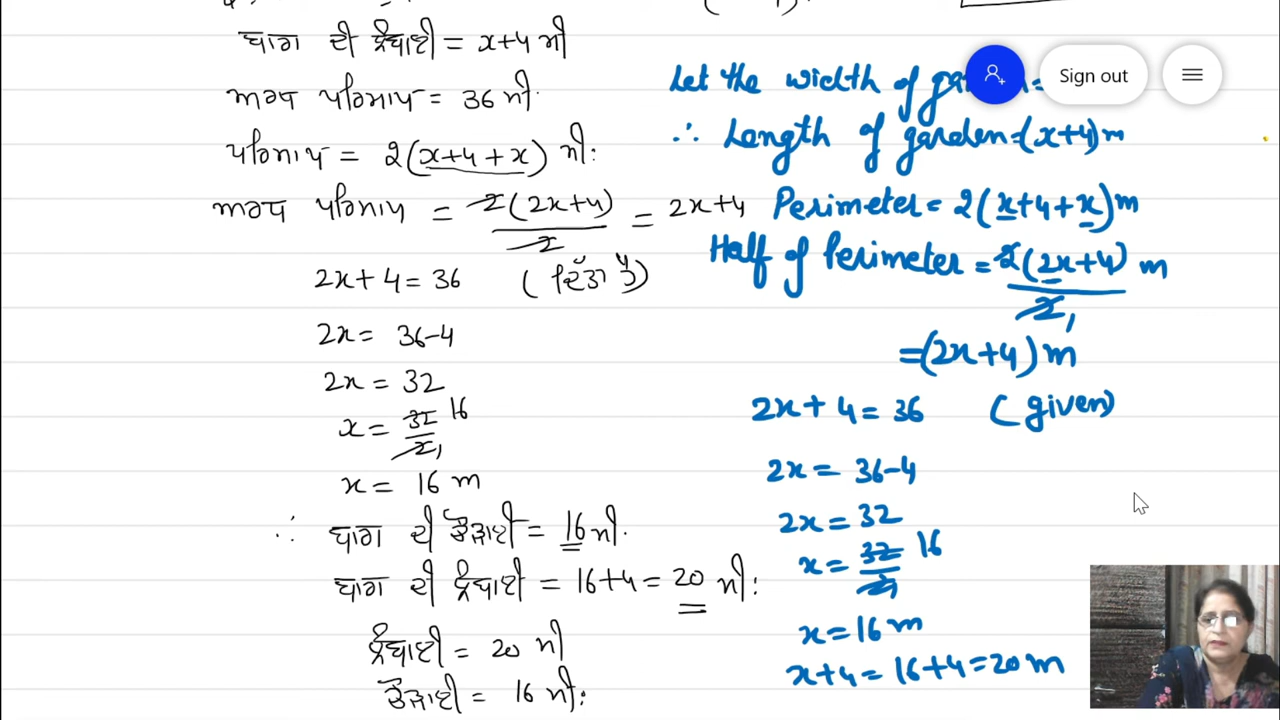 ਬਾਗ ਦੀ ਲੰਬਾਈ = x+4 ਮੀ
ਅਰਧ ਪਰਿਮਾਪ = 36 ਮੀ.
ਪਰਿਮਾਪ = 2(x+4+x) ਮੀ:
ਅਰਧ ਪਰਿਮਾਪ = 2(2x+4)/2 = 2x+4
2x+4=36 (ਦਿੱਤਾ ਹੈ)
2x = 36-4
2x = 32
x = 32/2, 16
x = 16 m
∴ ਬਾਗ ਦੀ ਚੌੜਾਈ = 16 ਮੀ.
ਬਾਗ ਦੀ ਲੰਬਾਈ = 16+4 = 20 ਮੀ:
ਲੰਬਾਈ = 20 ਮੀ
ਚੌੜਾਈ = 16 ਮੀ:
Sign out
Let the width of
∴ Length of garden=(x+4)m
Perimeter= 2(x+4+x)m
Half of Perimeter = 2(2x+4)/2, m
=(2x+4)m
2x+4=36 (given)
2x = 36-4
2x = 32
x = 32/2, 16
x = 16 m
x+4 = 16+4=20 m